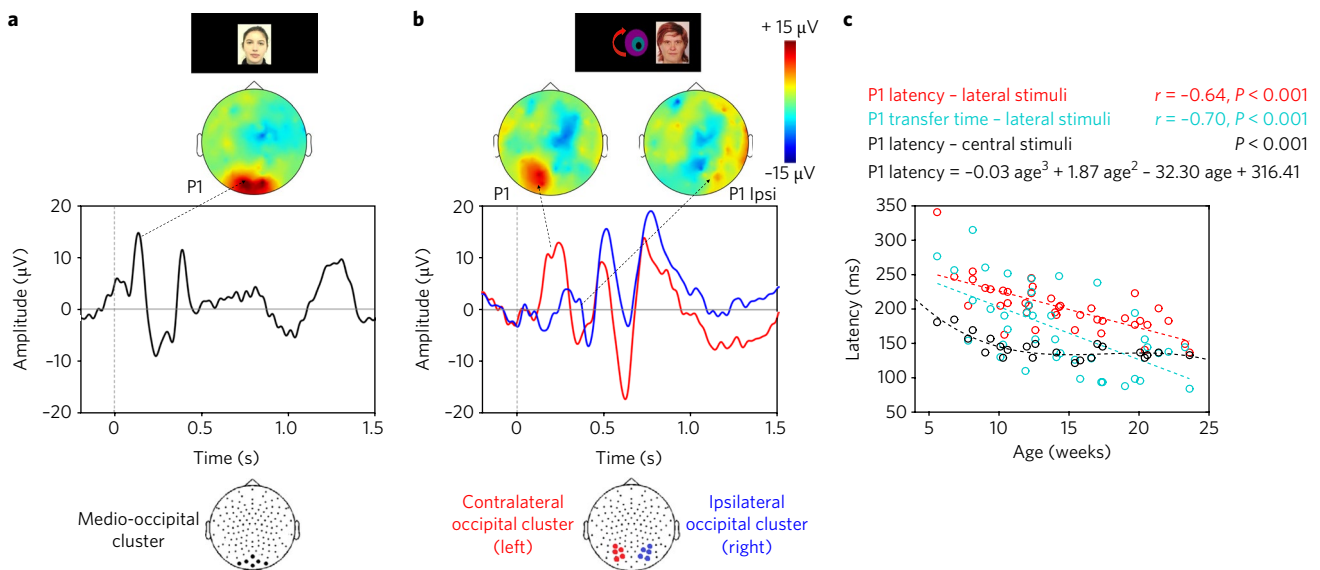 a
P1
Amplitude (µV)
20
10
0
−10
−20
0
0.5
1.0
1.5
Time (s)
Medio-occipital
cluster
b
+ 15 µV
−15 µV
P1
P1 Ipsi
Amplitude (µV)
20
10
0
−10
−20
0
0.5
1.0
1.5
Time (s)
Contralateral
occipital cluster
(left)
Ipsilateral
occipital cluster
(right)
c
P1 latency – lateral stimuli r = −0.64, P < 0.001
P1 transfer time – lateral stimuli r = −0.70, P < 0.001
P1 latency – central stimuli P < 0.001
P1 latency = −0.03 age³ + 1.87 age² − 32.30 age + 316.41
Latency (ms)
350
300
250
200
150
100
50
5
10
15
20
25
Age (weeks)